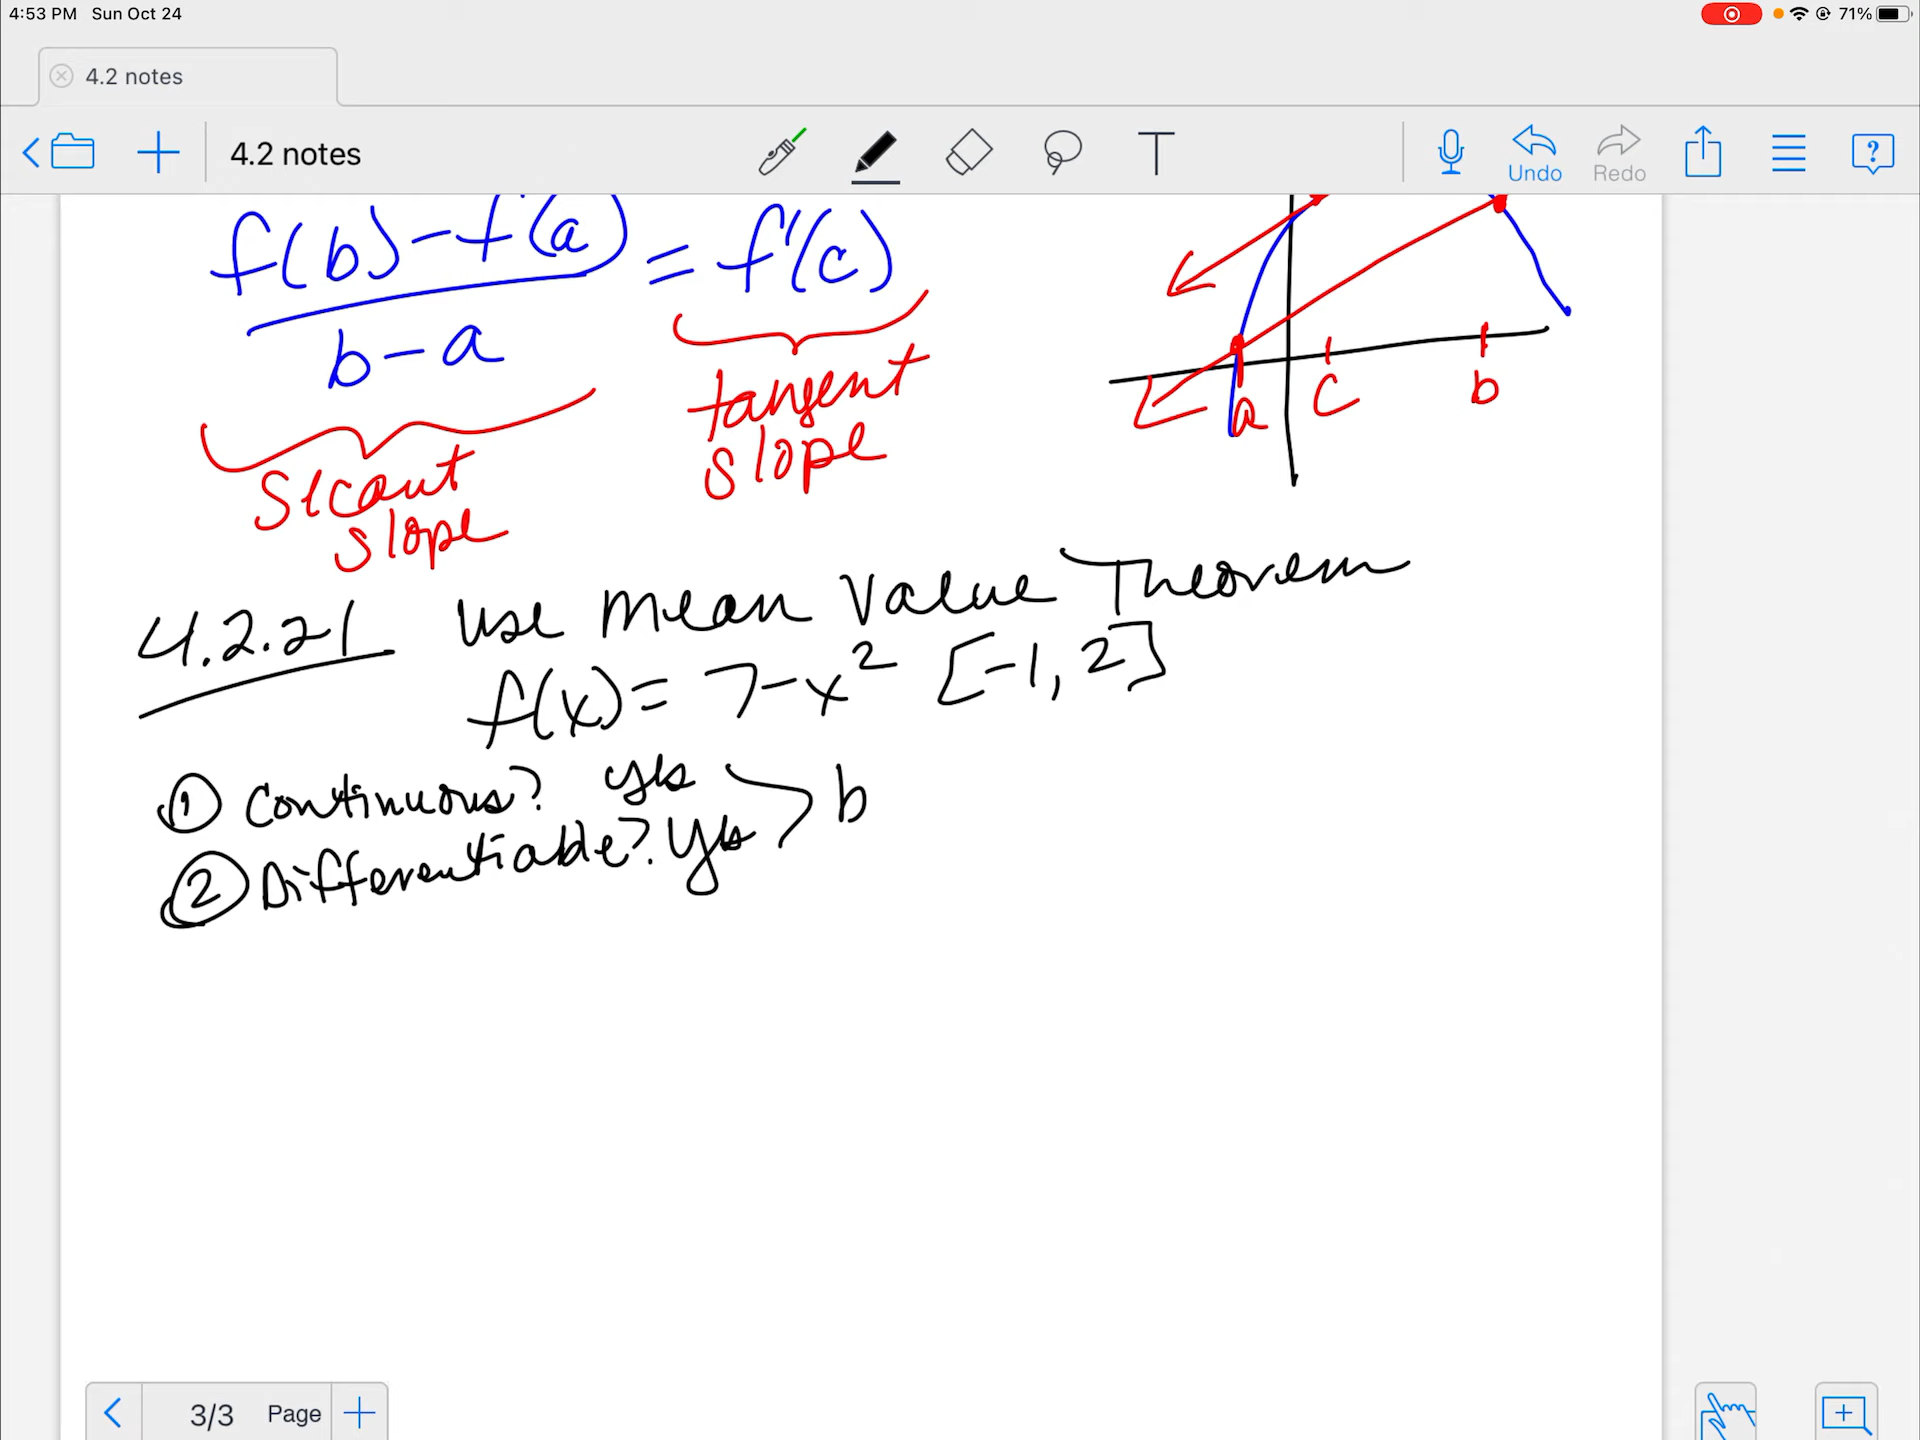 4:53 PM Sun Oct 24
71%
4.2 notes
4.2 notes
T
Undo
Redo
?
f(b)-f(a)
= f'(c)
b-a
secant
slope
tangent
slope
a
c
b
4.2.21 Use Mean Value Theorem
f(x)= 7-x² [-1, 2]
① Continuous? yes
② Differentiable? yes
b
3/3 Page